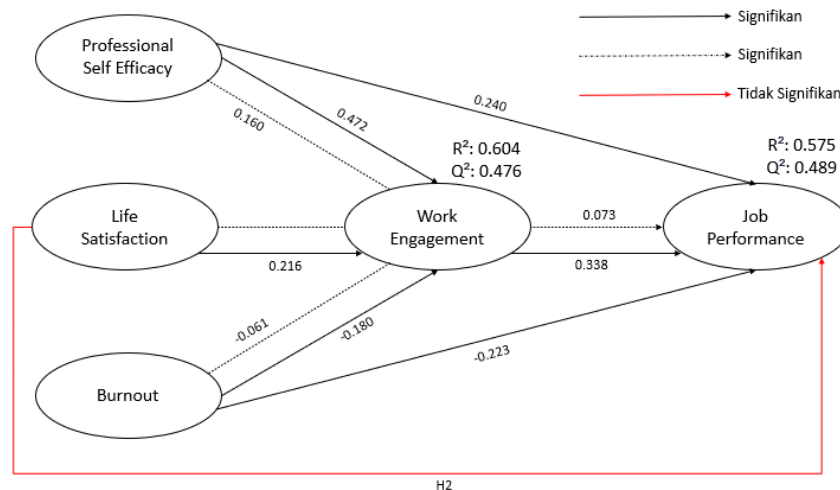 Professional
Self Efficacy
Signifikan
Signifikan
Tidak Signifikan
0.240
0.472
0.160
R²: 0.604
Q²: 0.476
R²: 0.575
Q²: 0.489
Life
Satisfaction
Work
Engagement
Job
Performance
0.073
0.216
0.338
-0.061
-0.180
-0.223
Burnout
H2